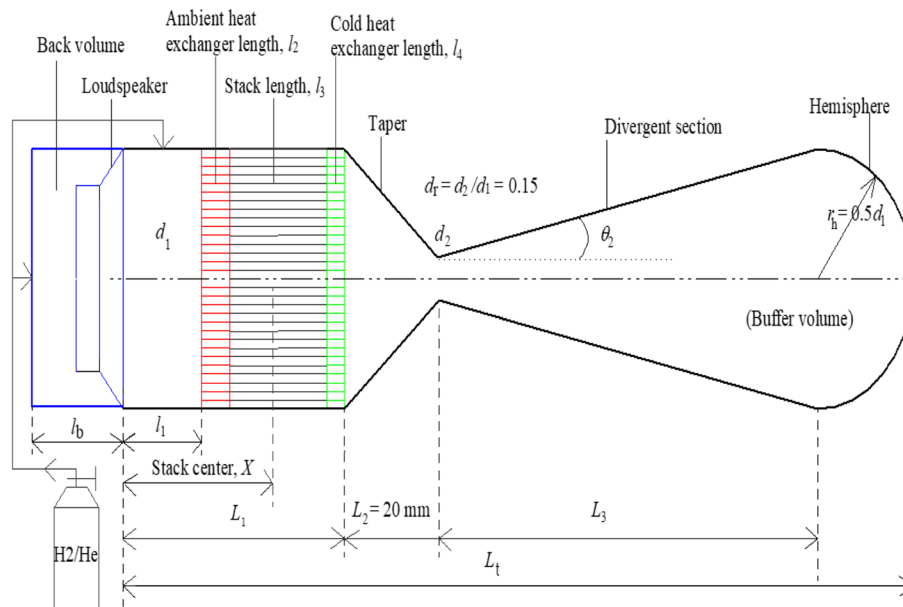 Ambient heat
exchanger length, l₂
Cold heat
exchanger length, l₄
Back volume
Loudspeaker
Stack length, l₃
Taper
Divergent section
Hemisphere
dᵣ = d₂/d₁ = 0.15
d₁
d₂
θ₂
rₕ=0.5d₁
(Buffer volume)
l_b
l₁
Stack center, X
L₁
L₂= 20 mm
L₃
H2/He
Lₜ